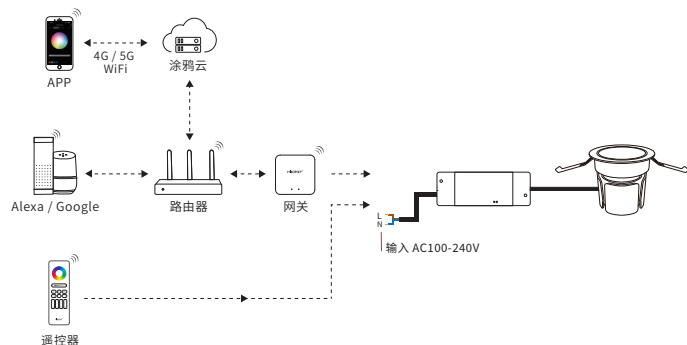 APP
4G / 5G
WiFi
涂鸦云
Alexa / Google
路由器
网关
L
N
输入 AC100-240V
遥控器